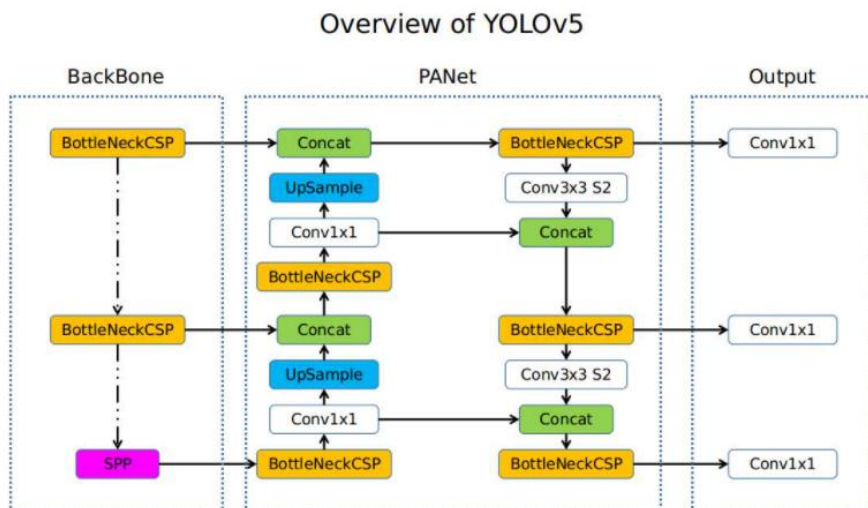 Overview of YOLOv5
BackBone
PANet
Output
BottleNeckCSP
Concat
BottleNeckCSP
Conv1x1
UpSample
Conv3x3 S2
Conv1x1
Concat
BottleNeckCSP
BottleNeckCSP
Concat
BottleNeckCSP
Conv1x1
UpSample
Conv3x3 S2
Conv1x1
Concat
SPP
BottleNeckCSP
BottleNeckCSP
Conv1x1